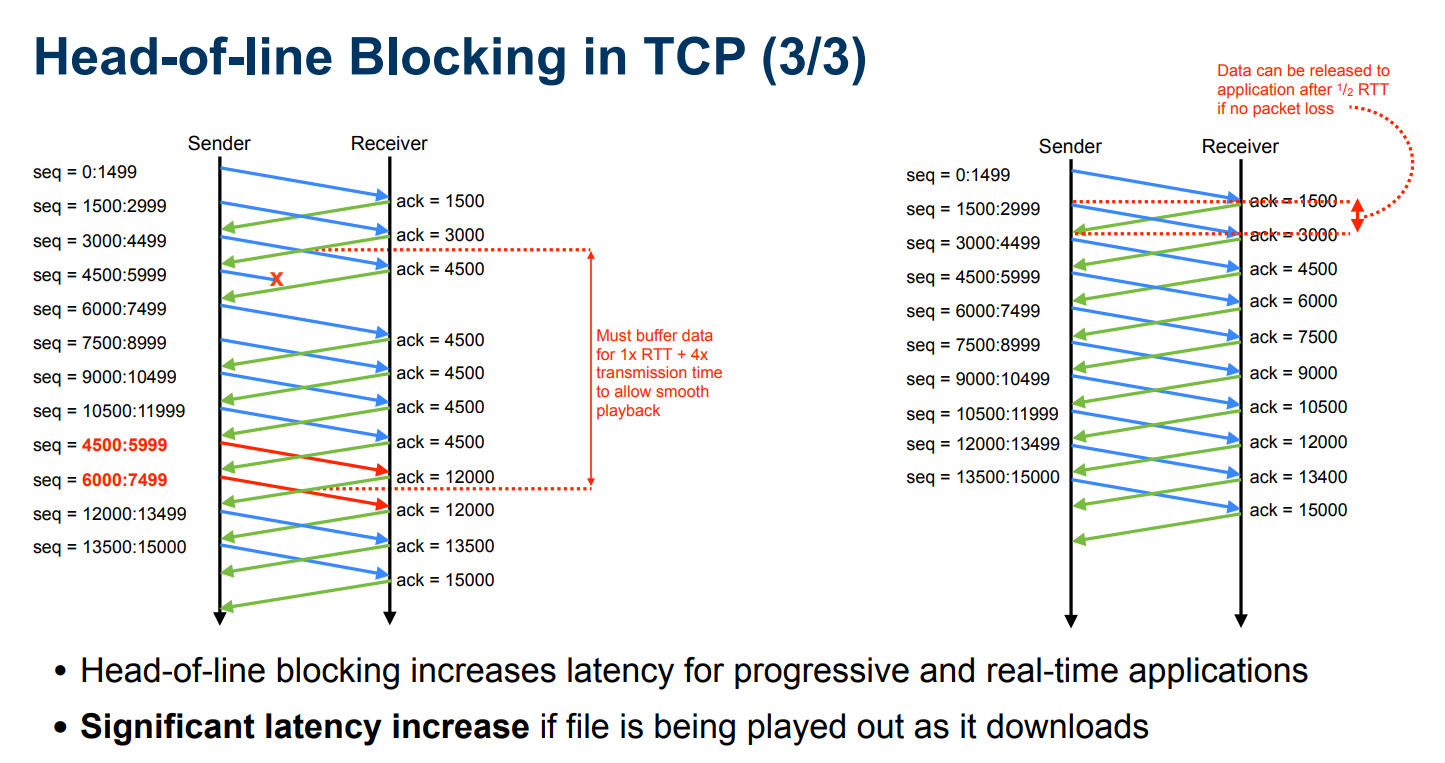 Head-of-line Blocking in TCP (3/3)
Sender
Receiver
seq = 0:1499
seq = 1500:2999
seq = 3000:4499
seq = 4500:5999
seq = 6000:7499
seq = 7500:8999
seq = 9000:10499
seq = 10500:11999
seq = 4500:5999
seq = 6000:7499
seq = 12000:13499
seq = 13500:15000
x
ack = 1500
ack = 3000
ack = 4500
ack = 4500
ack = 4500
ack = 4500
ack = 4500
ack = 12000
ack = 12000
ack = 13500
ack = 15000
Must buffer data
for 1x RTT + 4x
transmission time
to allow smooth
playback
Data can be released to
application after 1/2 RTT
if no packet loss
Sender
Receiver
seq = 0:1499
seq = 1500:2999
seq = 3000:4499
seq = 4500:5999
seq = 6000:7499
seq = 7500:8999
seq = 9000:10499
seq = 10500:11999
seq = 12000:13499
seq = 13500:15000
ack = 1500
ack = 3000
ack = 4500
ack = 6000
ack = 7500
ack = 9000
ack = 10500
ack = 12000
ack = 13400
ack = 15000
• Head-of-line blocking increases latency for progressive and real-time applications
• Significant latency increase if file is being played out as it downloads